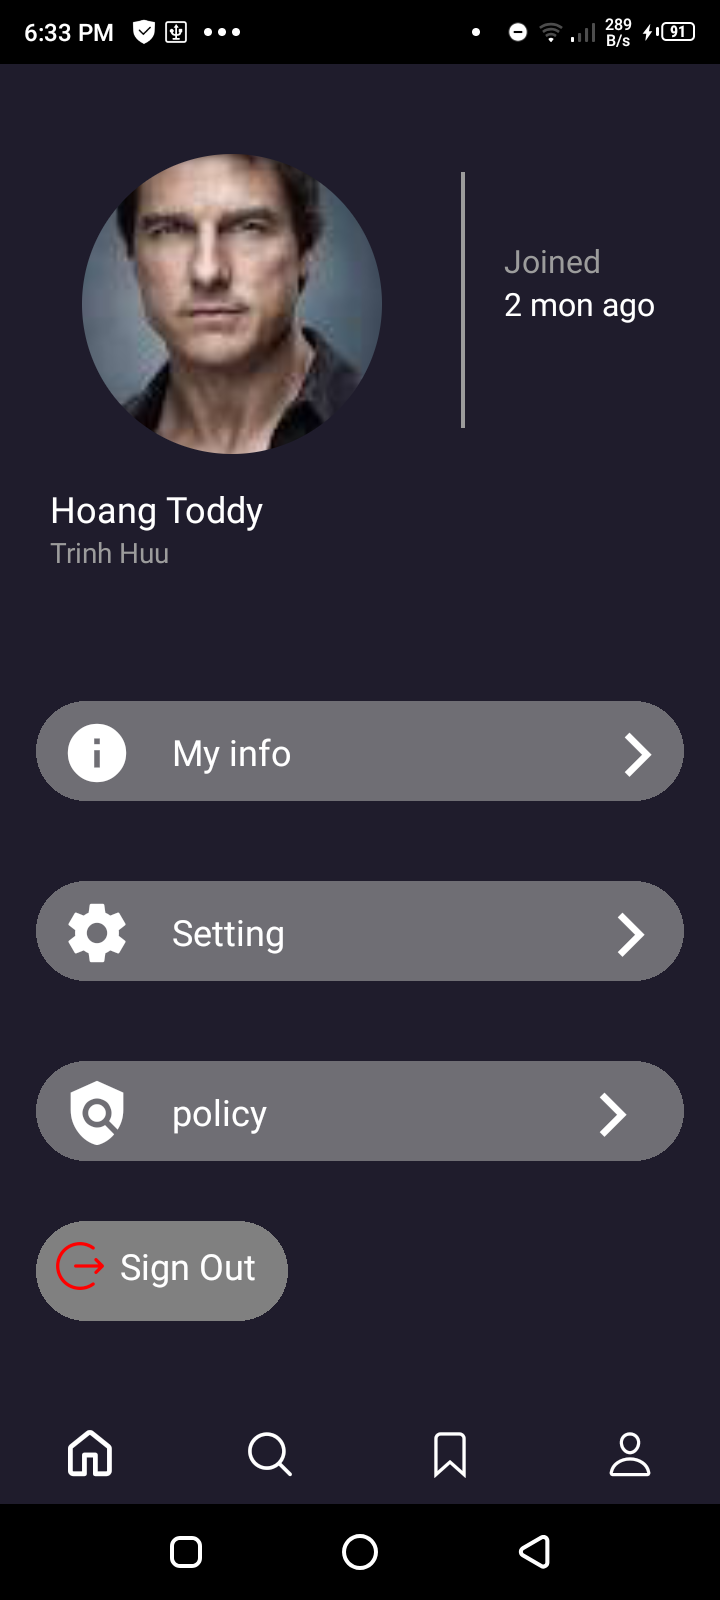 6:33 PM
289
B/s
91
Joined
2 mon ago
Hoang Toddy
Trinh Huu
My info
Setting
policy
Sign Out